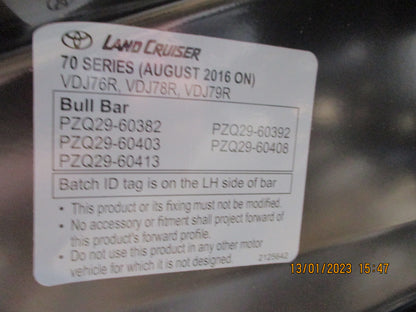 LAND CRUISER
70 SERIES (AUGUST 2016 ON)
VDJ76R, VDJ78R, VDJ79R
Bull Bar
PZQ29-60382 PZQ29-60392
PZQ29-60403 PZQ29-60408
PZQ29-60413
Batch ID tag is on the LH side of bar
• This product or its fixing must not be modified.
• No accessory or fitment shall project forward of
this product's forward profile.
• Do not use this product in any other motor
vehicle for which it is not designed. 2125642
13/01/2023 15:47